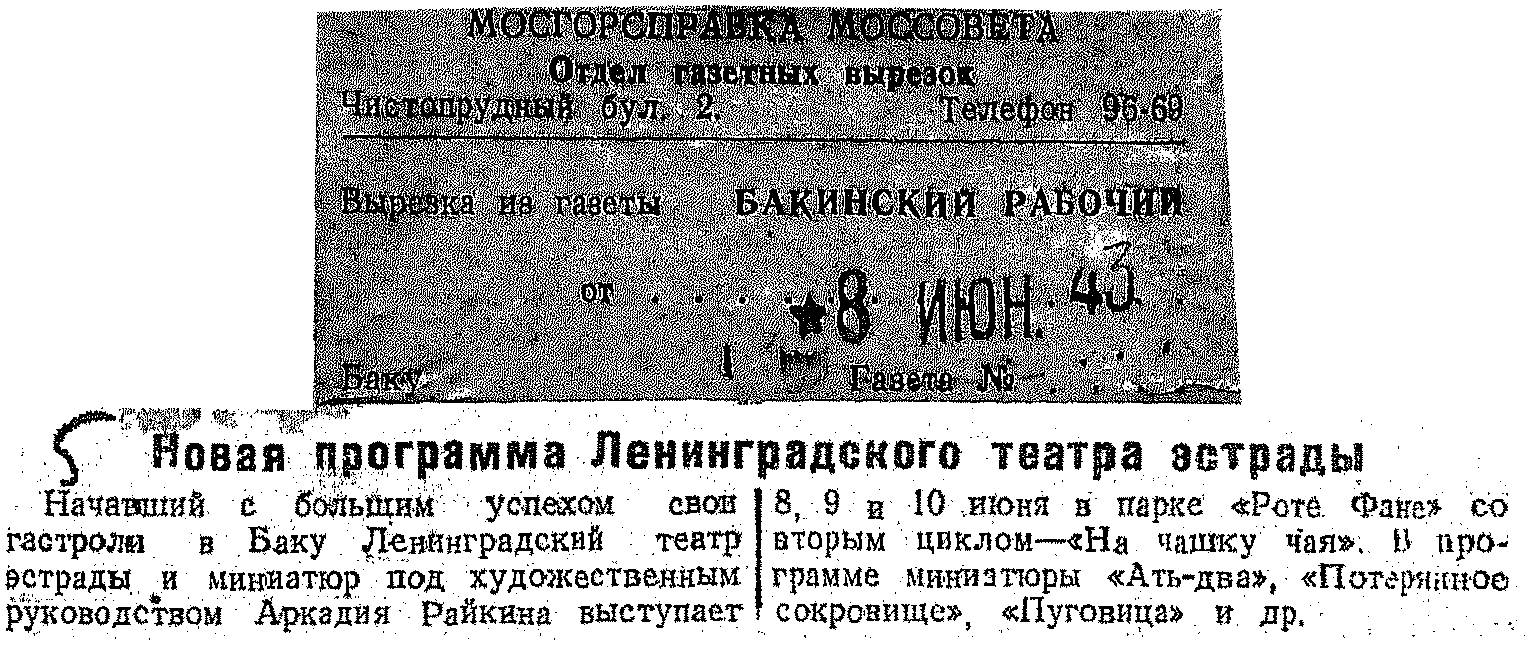 МОСГОРСПРАВКА МОССОВЕТА
Отдел газетных вырезок
Чистопрудный бул. 2. Телефон 96-69
Вырезка из газеты БАКИНСКИЙ РАБОЧИЙ
от . . . . ★8 ИЮН. 43
Баку Газета №
Новая программа Ленинградского театра эстрады
Начавший с большим успехом свои
гастроли в Баку Ленинградский театр
эстрады и миниатюр под художественным
руководством Аркадия Райкина выступает
8, 9 и 10 июня в парке «Роте Фане» со
вторым циклом—«На чашку чая». В про-
грамме миниатюры «Ать-два», «Потерянное
сокровище», «Пуговица» и др.